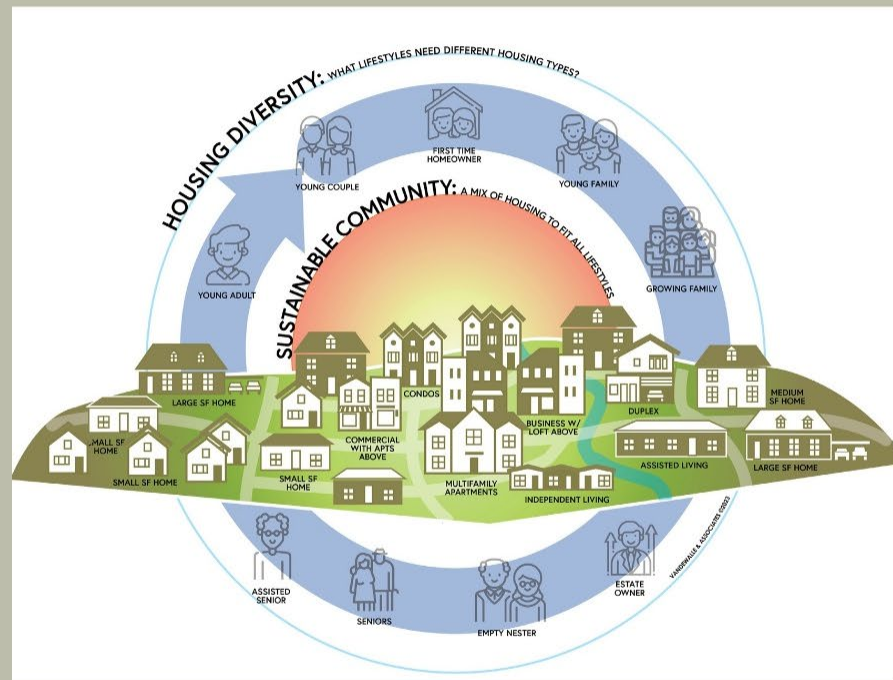 HOUSING DIVERSITY: WHAT LIFESTYLES NEED DIFFERENT HOUSING TYPES?
SUSTAINABLE COMMUNITY: A MIX OF HOUSING TO FIT ALL LIFESTYLES
YOUNG ADULT
YOUNG COUPLE
FIRST TIME
HOMEOWNER
YOUNG FAMILY
GROWING FAMILY
LARGE SF HOME
SMALL SF
HOME
SMALL SF HOME
SMALL SF
HOME
COMMERCIAL
WITH APTS
ABOVE
CONDOS
MULTIFAMILY
APARTMENTS
BUSINESS W/
LOFT ABOVE
INDEPENDENT LIVING
DUPLEX
ASSISTED LIVING
MEDIUM
SF HOME
LARGE SF HOME
ESTATE
OWNER
EMPTY NESTER
SENIORS
ASSISTED
SENIOR
VANDEWALLE & ASSOCIATES ©2023